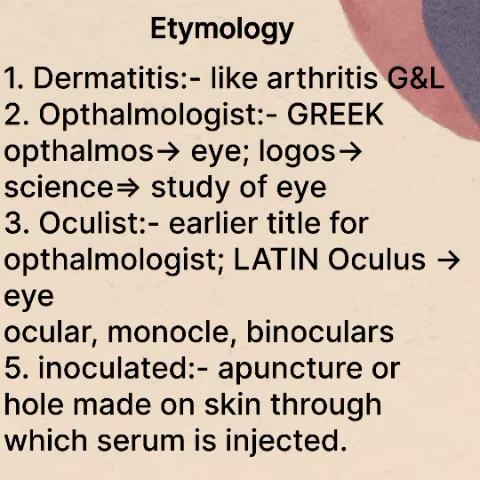 Etymology
1. Dermatitis:- like arthritis G&L
2. Opthalmologist:- GREEK
opthalmos→ eye; logos→
science⇒ study of eye
3. Oculist:- earlier title for
opthalmologist; LATIN Oculus →
eye
ocular, monocle, binoculars
5. inoculated:- apuncture or
hole made on skin through
which serum is injected.